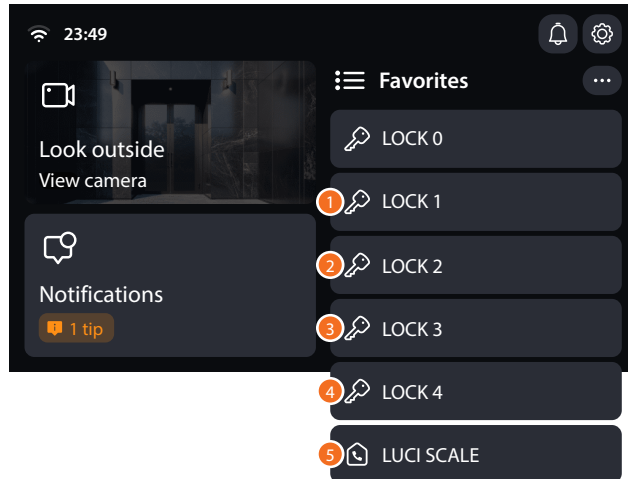 23:49
Look outside
View camera
Notifications
1 tip
Favorites
LOCK 0
1 LOCK 1
2 LOCK 2
3 LOCK 3
4 LOCK 4
5 LUCI SCALE